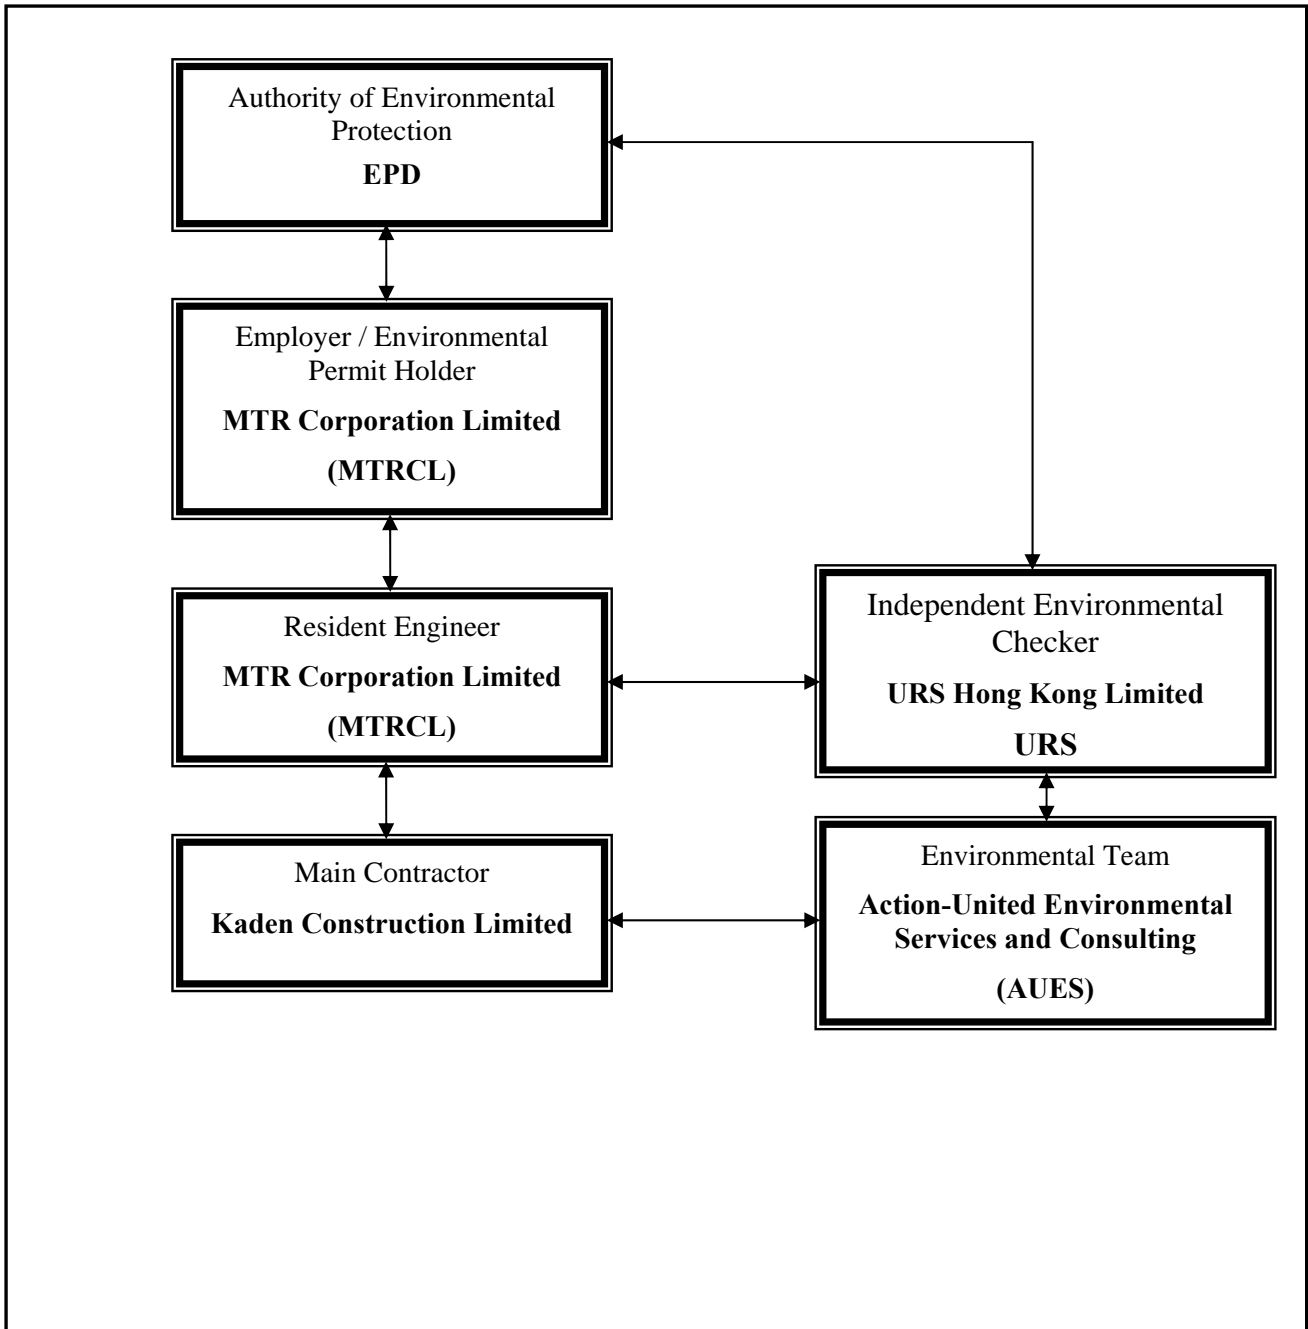 Authority of Environmental
Protection
EPD
Employer / Environmental
Permit Holder
MTR Corporation Limited
(MTRCL)
Resident Engineer
MTR Corporation Limited
(MTRCL)
Independent Environmental
Checker
URS Hong Kong Limited
URS
Main Contractor
Kaden Construction Limited
Environmental Team
Action-United Environmental
Services and Consulting
(AUES)